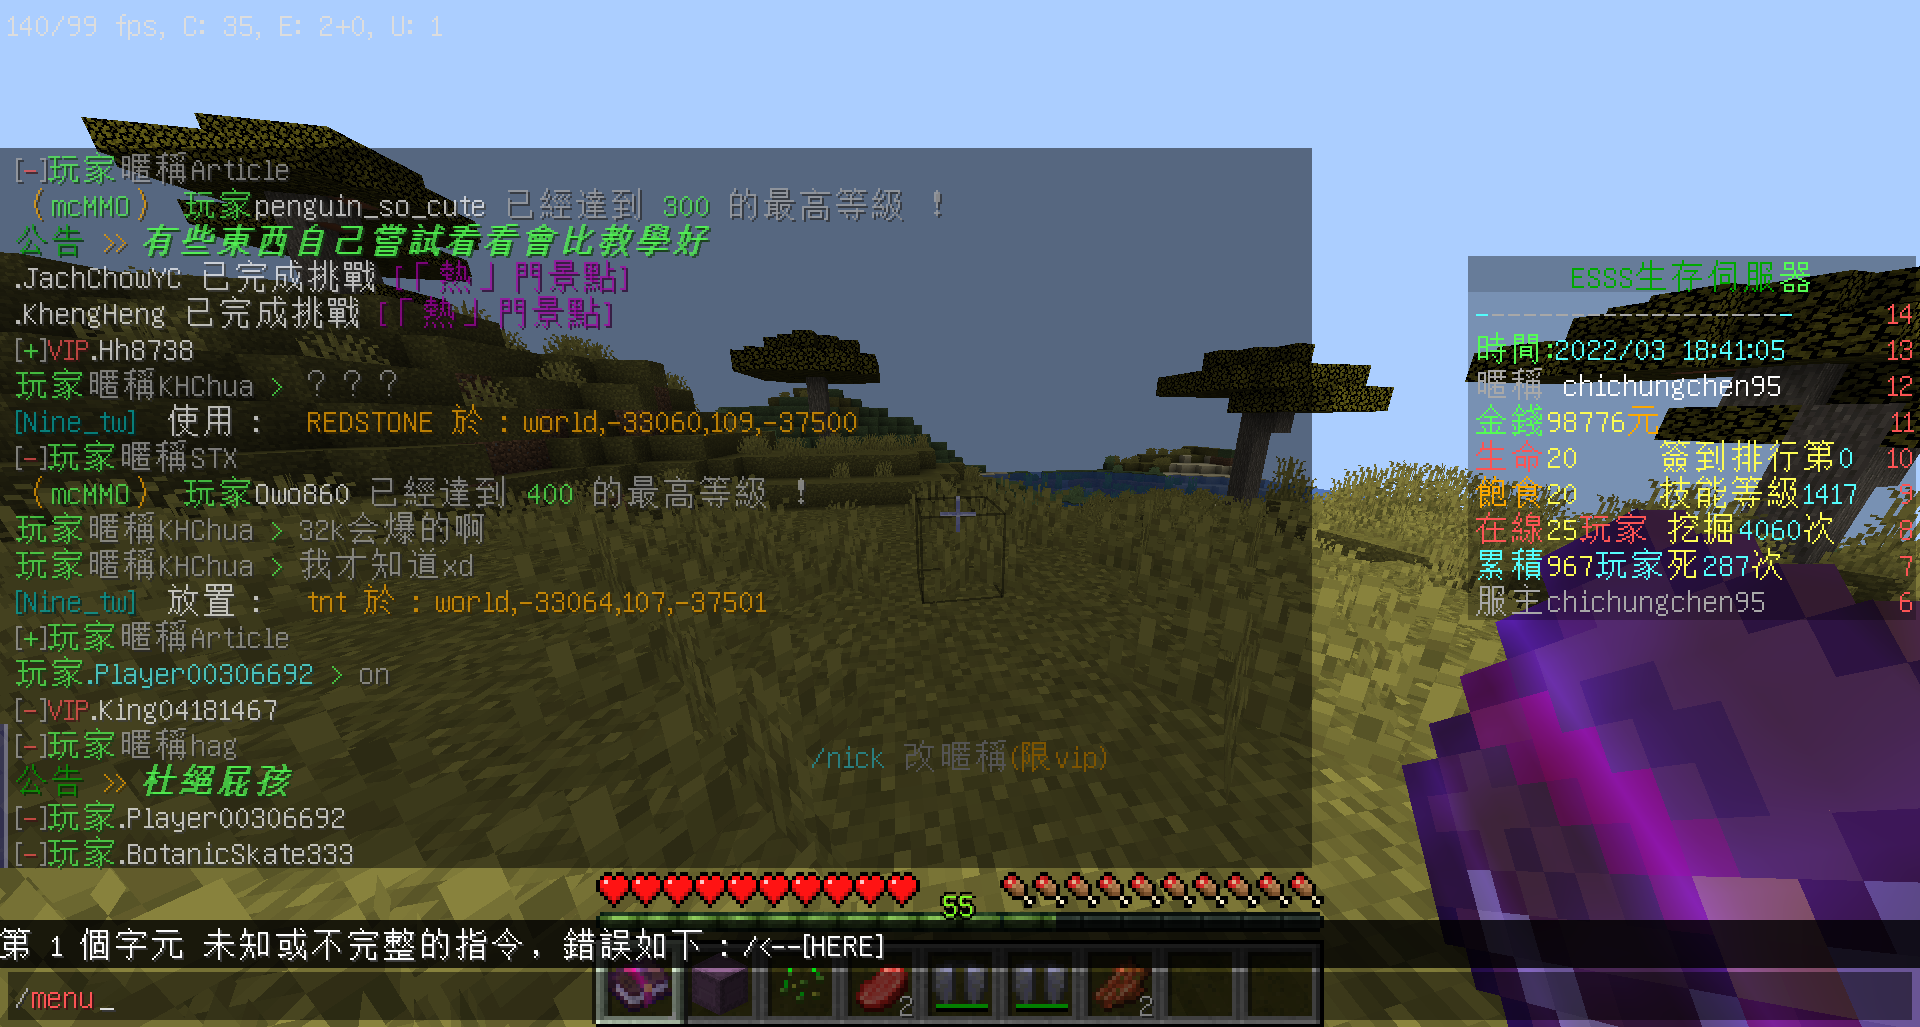 140/99 fps, C: 35, E: 2+0, U: 1
[-]玩家暱稱Article
(mcMMO) 玩家penguin_so_cute 已經達到 300 的最高等級 !
公告 >> 有些東西自己嘗試看看會比教學好
.JachChowYC 已完成挑戰 [「熱」門景點]
.KhengHeng 已完成挑戰 [「熱」門景點]
[+]VIP.Hh8738
玩家暱稱KHChua > ? ? ?
[Nine_tw] 使用 : REDSTONE 於 : world,-33060,109,-37500
[-]玩家暱稱STX
(mcMMO) 玩家Owo860 已經達到 400 的最高等級 !
玩家暱稱KHChua > 32k会爆的啊
玩家暱稱KHChua > 我才知道xd
[Nine_tw] 放置 : tnt 於 : world,-33064,107,-37501
[+]玩家暱稱Article
玩家.Player00306692 > on
[-]VIP.King04181467
[-]玩家暱稱hag
公告 >> 杜絕屁孩
[-]玩家.Player00306692
[-]玩家.BotanicSkate333
/nick 改暱稱(限vip)
ESSS生存伺服器
-------------------- 14
時間:2022/03 18:41:05 13
暱稱 chichungchen95 12
金錢98776元 11
生命20 簽到排行第0 10
飽食20 技能等級1417 9
在線25玩家 挖掘4060次 8
累積967玩家死287次 7
服主chichungchen95 6
55
第 1 個字元 未知或不完整的指令, 錯誤如下 : /<--[HERE]
2
2
/menu_